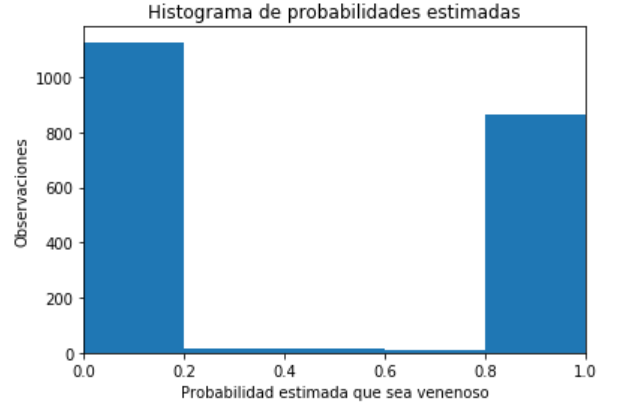 Histograma de probabilidades estimadas
1000
800
600
400
200
0
Observaciones
0.0 0.2 0.4 0.6 0.8 1.0
Probabilidad estimada que sea venenoso